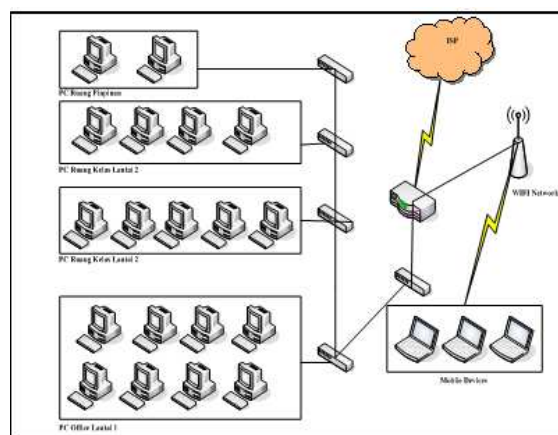 ISP
PC Ruang Pimpinan
PC Ruang Kelas Lantai 2
WIFI Network
PC Ruang Kelas Lantai 2
Mobile Devices
PC Office Lantai 1